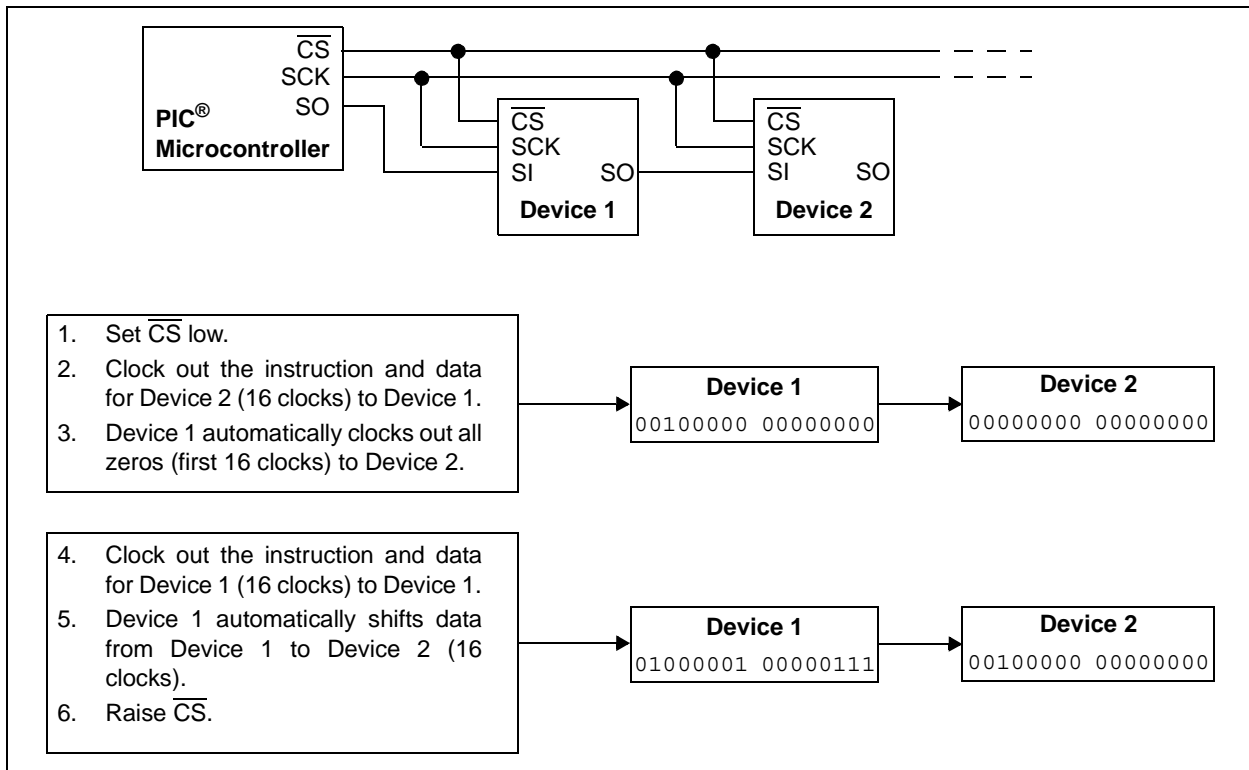 CS
SCK
SO
PIC®
Microcontroller
CS
SCK
SI SO
Device 1
CS
SCK
SI SO
Device 2
1. Set CS low.
2. Clock out the instruction and data
for Device 2 (16 clocks) to Device 1.
3. Device 1 automatically clocks out all
zeros (first 16 clocks) to Device 2.
Device 1
00100000 00000000
Device 2
00000000 00000000
4. Clock out the instruction and data
for Device 1 (16 clocks) to Device 1.
5. Device 1 automatically shifts data
from Device 1 to Device 2 (16
clocks).
6. Raise CS.
Device 1
01000001 00000111
Device 2
00100000 00000000